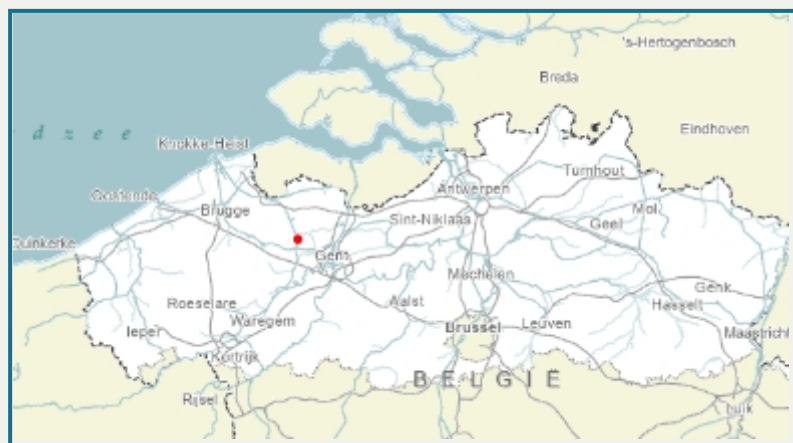 's-Hertogenbosch
Breda
d z e e
Eindhoven
Knokke-Heist
Turnhout
Antwerpen
Oostende
Brugge
Mol
Sint-Niklaas
Geel
Duinkerke
Gent
Mechelen
Genk
Roeselare
Aalst
Hasselt
Waregem
Ieper
Brussel
Leuven
Maastricht
Kortrijk
BELGIË
Rijsel
Luik